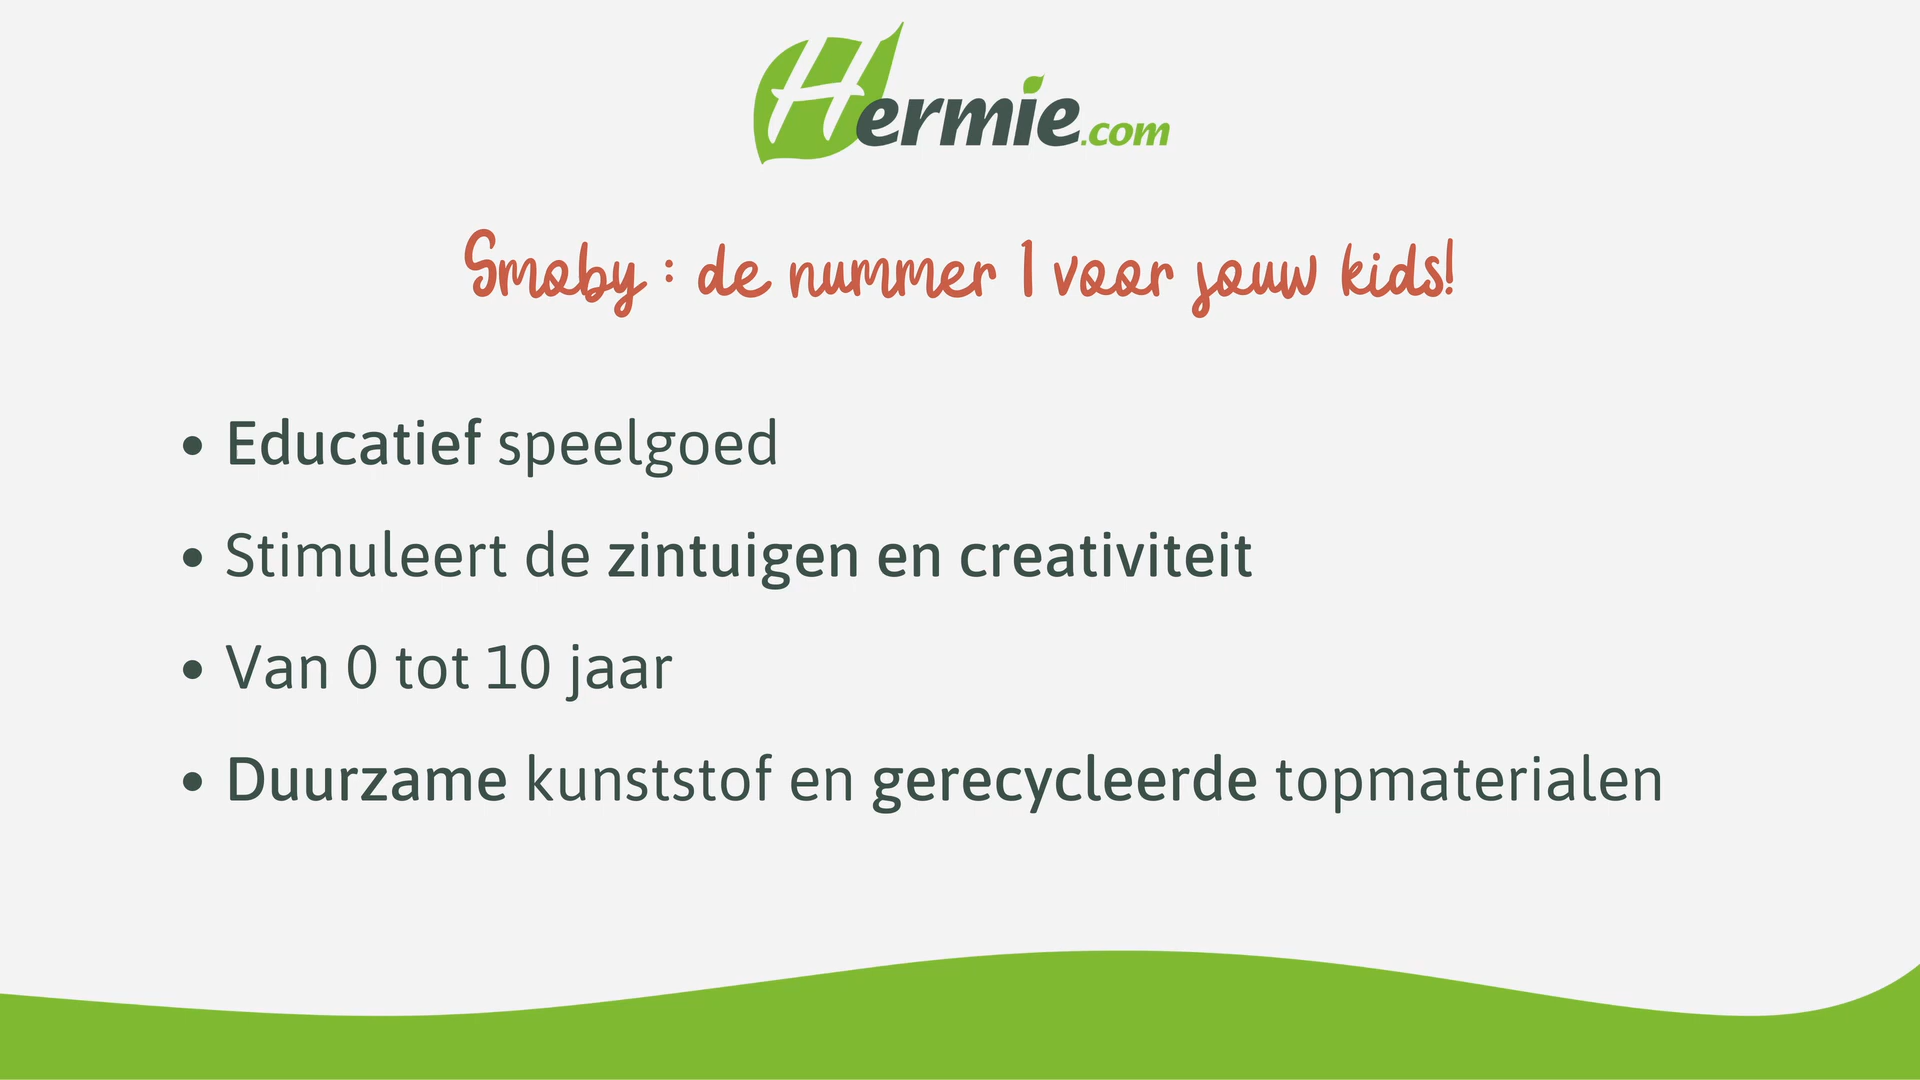 Hermie.com
Smoby : de nummer 1 voor jouw kids!
• Educatief speelgoed
• Stimuleert de zintuigen en creativiteit
• Van 0 tot 10 jaar
• Duurzame kunststof en gerecycleerde topmaterialen